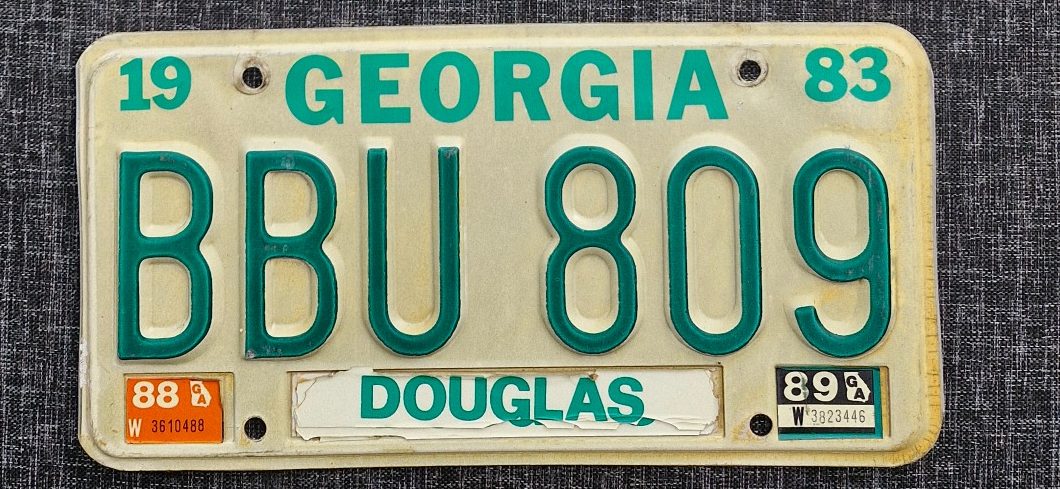 19 GEORGIA 83
BBU 809
88 GA
W 3610488
DOUGLAS
89 GA
W 3823446